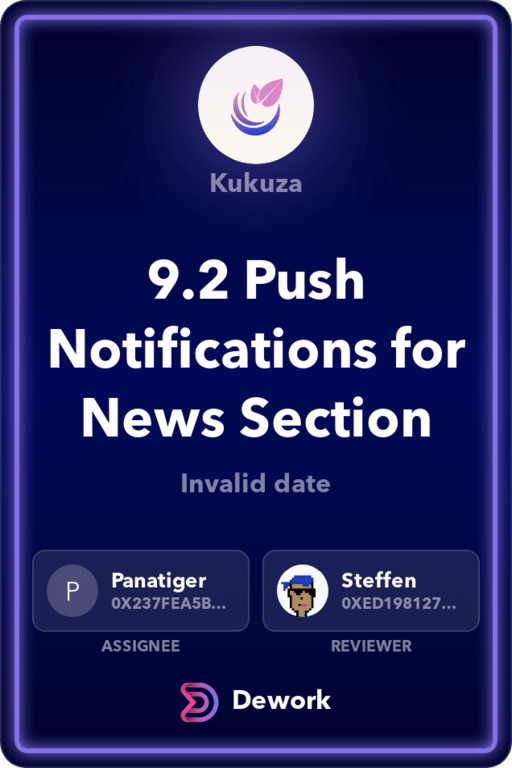 Kukuza
9.2 Push
Notifications for
News Section
Invalid date
P
Panatiger
0X237FEA5B...
Steffen
0XED198127...
ASSIGNEE
REVIEWER
Dework